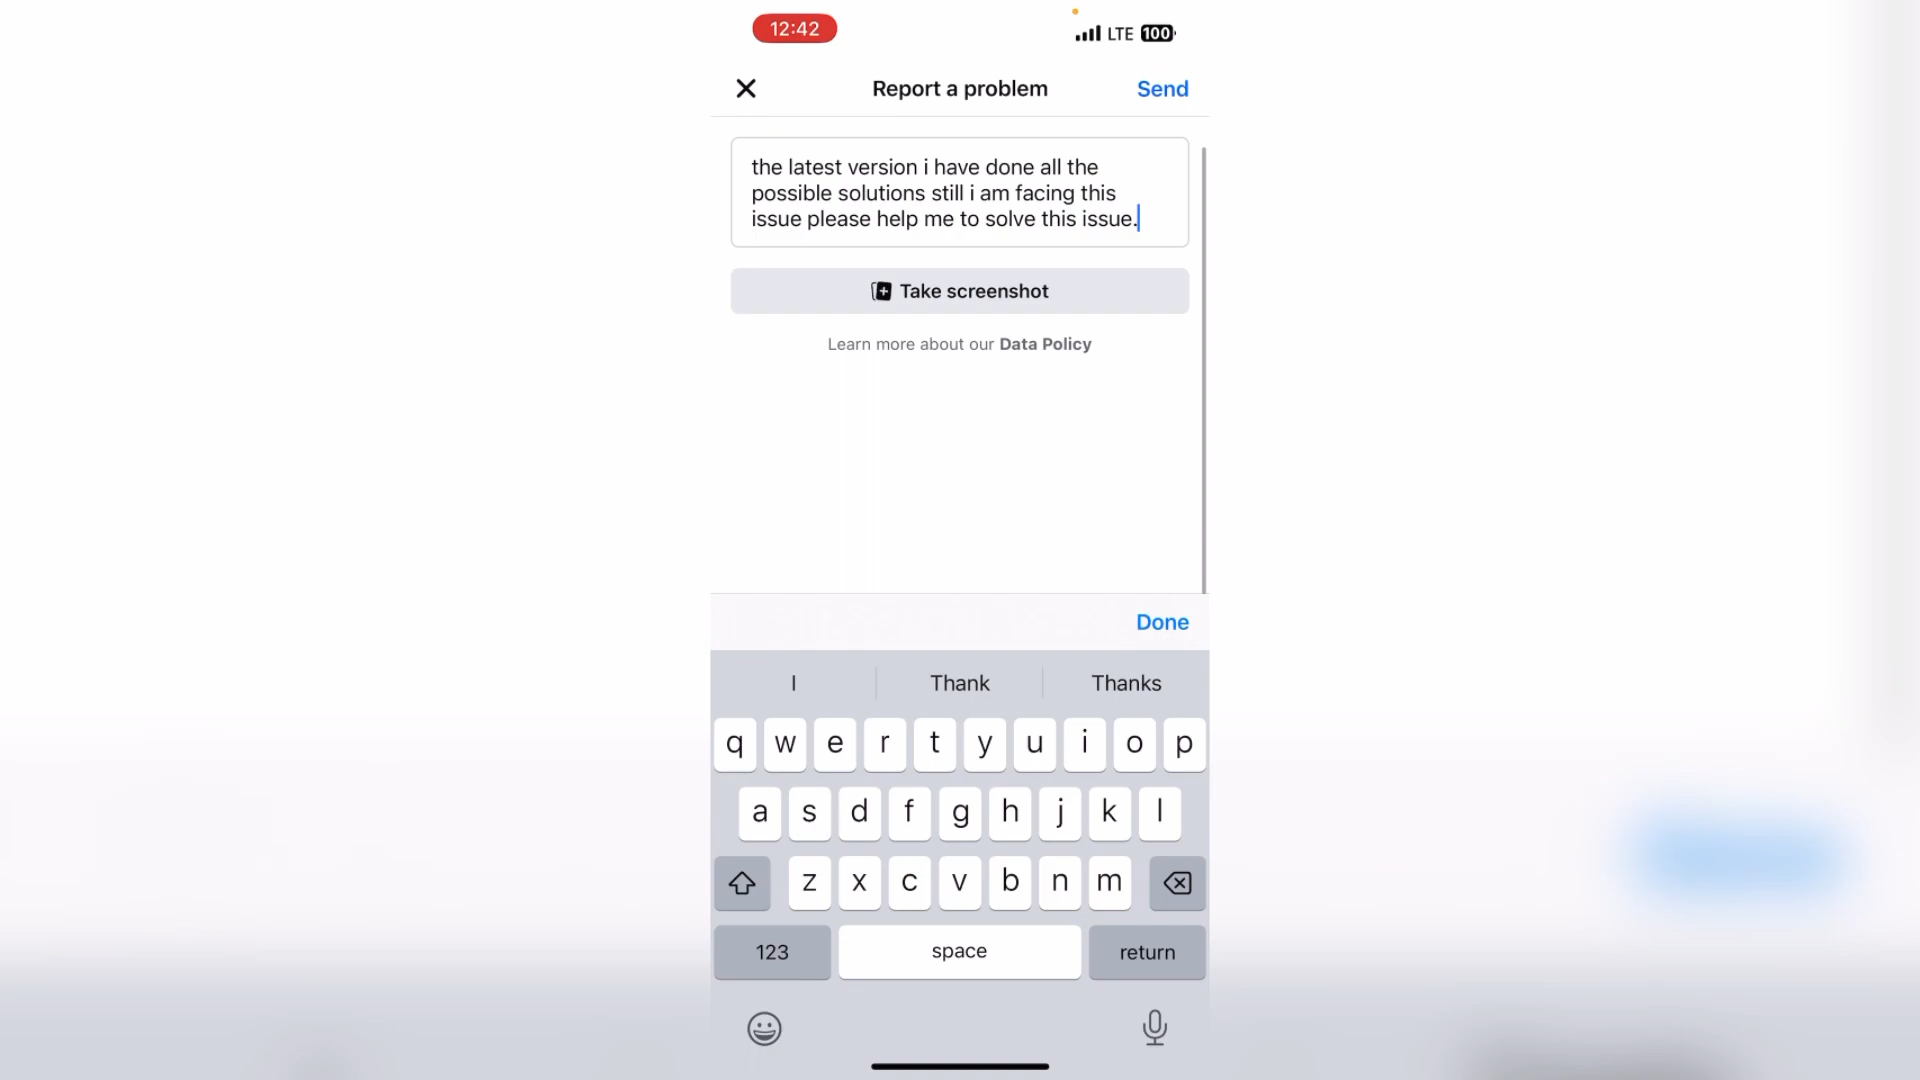 12:42
LTE 100
Report a problem
Send
the latest version i have done all the
possible solutions still i am facing this
issue please help me to solve this issue.
Take screenshot
Learn more about our Data Policy
Done
I Thank Thanks
q w e r t y u i o p
a s d f g h j k l
z x c v b n m
123 space return